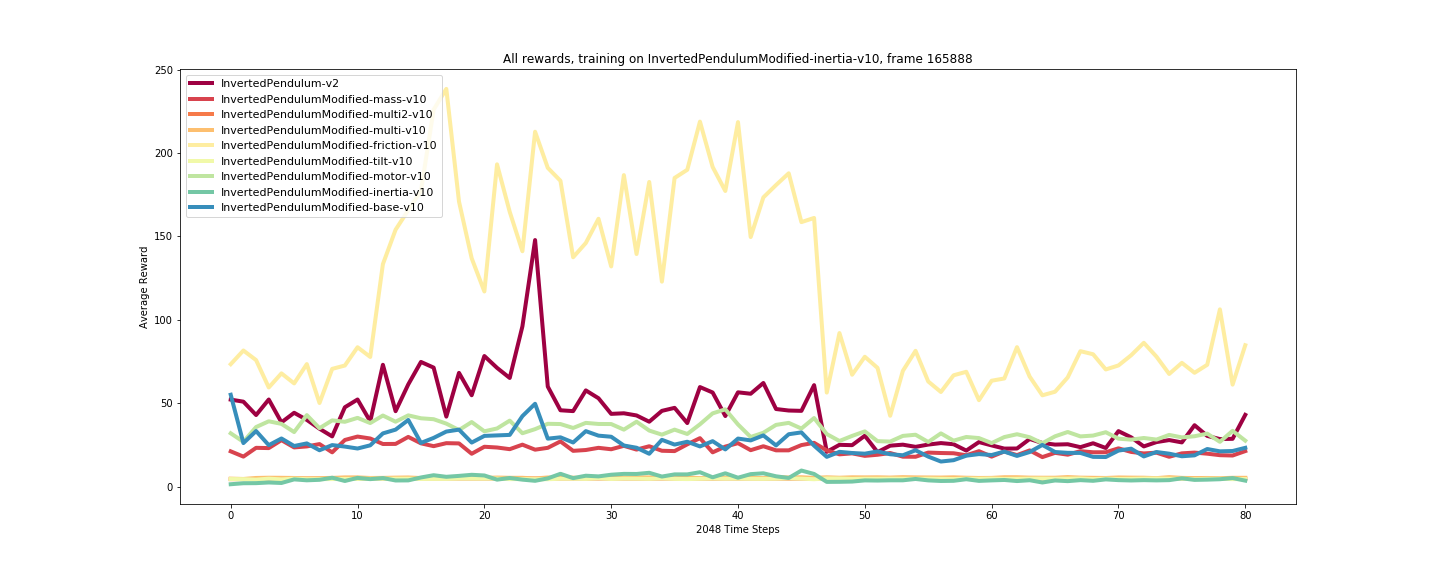 All rewards, training on InvertedPendulumModified-inertia-v10, frame 165888
250
200
150
100
50
0
Average Reward
InvertedPendulum-v2
InvertedPendulumModified-mass-v10
InvertedPendulumModified-multi2-v10
InvertedPendulumModified-multi-v10
InvertedPendulumModified-friction-v10
InvertedPendulumModified-tilt-v10
InvertedPendulumModified-motor-v10
InvertedPendulumModified-inertia-v10
InvertedPendulumModified-base-v10
0 10 20 30 40 50 60 70 80
2048 Time Steps